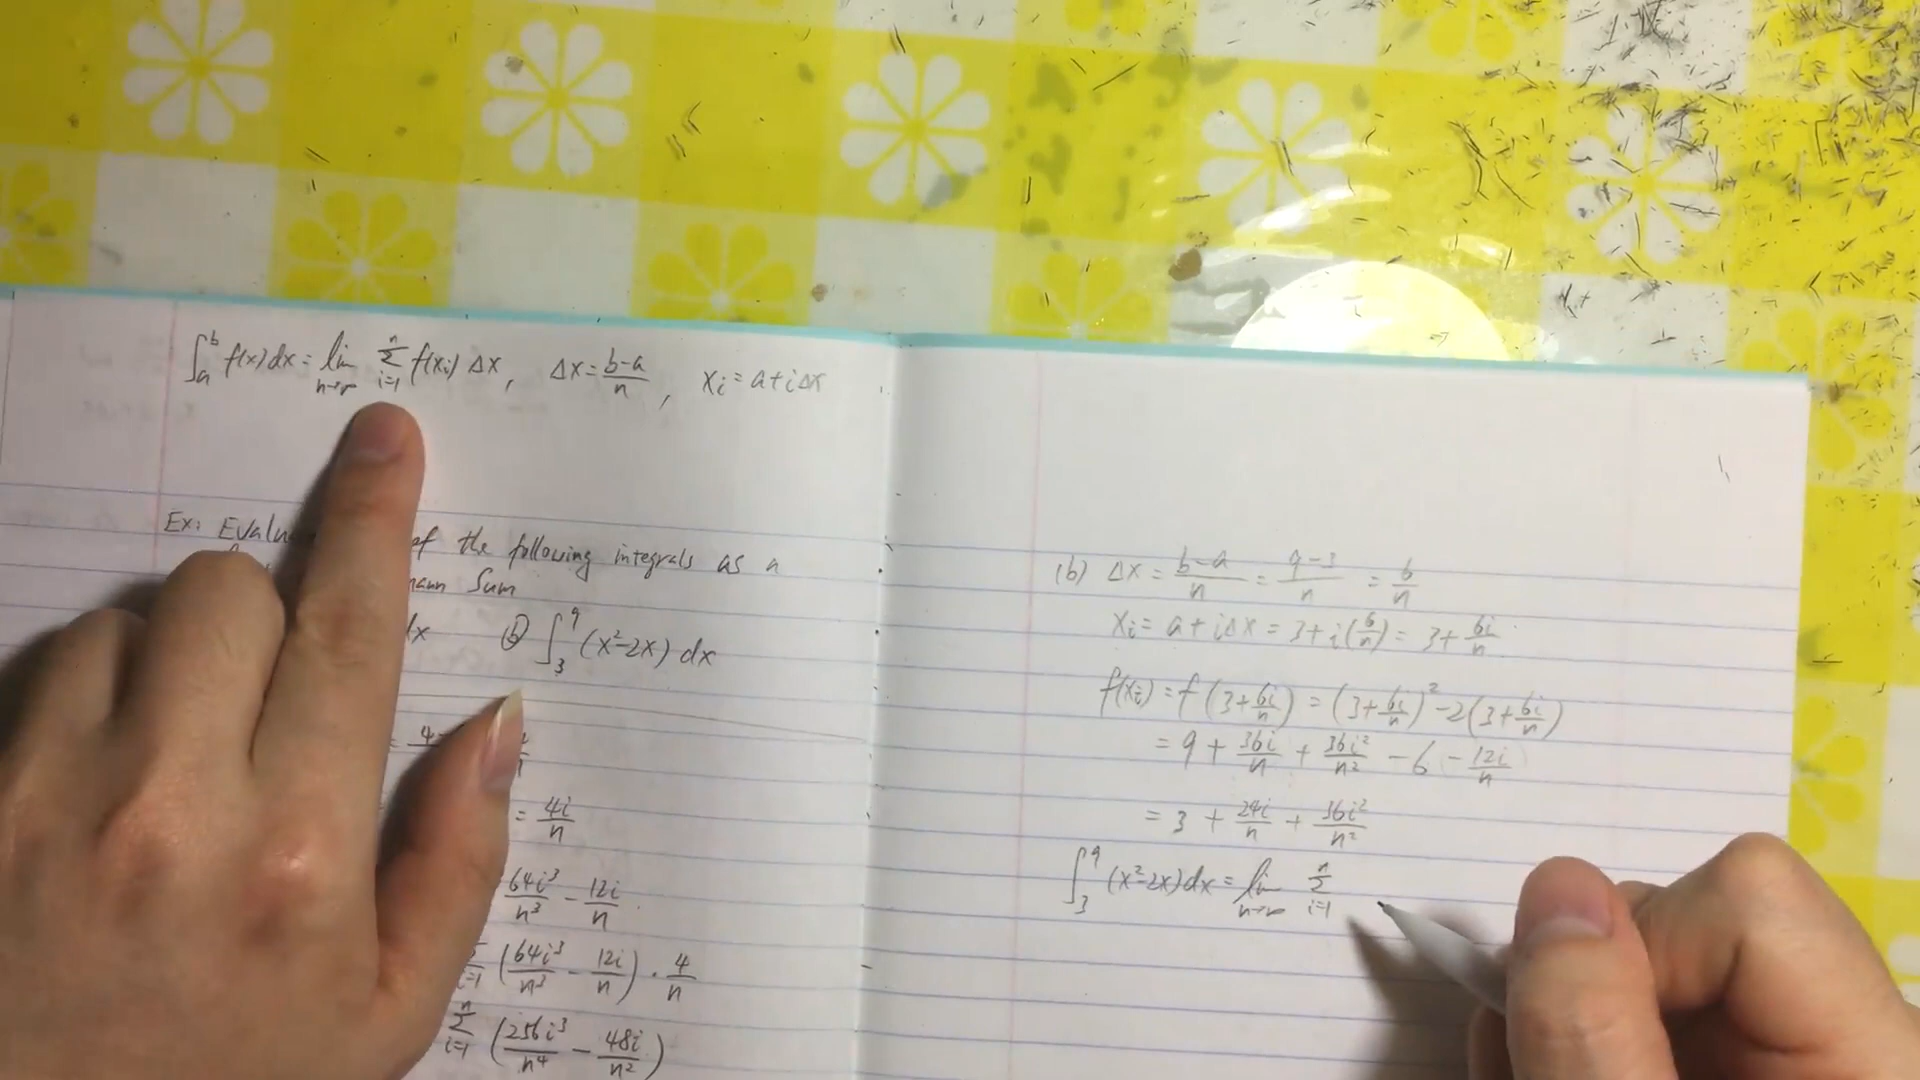 ∫_a^b f(x)dx = lim_{n→∞} Σ_{i=1}^n f(x_i) Δx, Δx = (b-a)/n, x_i = a+iΔx
Ex: Evalu of the following integrals as a
mann Sum
dx (b) ∫_3^9 (x²-2x) dx
= 4
= 4i/n
64i³/n³ - 12i/n
i=1 (64i³/n³ - 12i/n) · 4/n
Σ_{i=1}^n (256i³/n⁴ - 48i/n²)
(b) Δx = (b-a)/n = (9-3)/n = 6/n
x_i = a+iΔx = 3+i(6/n) = 3+6i/n
f(x_i) = f(3+6i/n) = (3+6i/n)² - 2(3+6i/n)
= 9 + 36i/n + 36i²/n² - 6 - 12i/n
= 3 + 24i/n + 36i²/n²
∫_3^9 (x²-2x)dx = lim_{n→∞} Σ_{i=1}^n